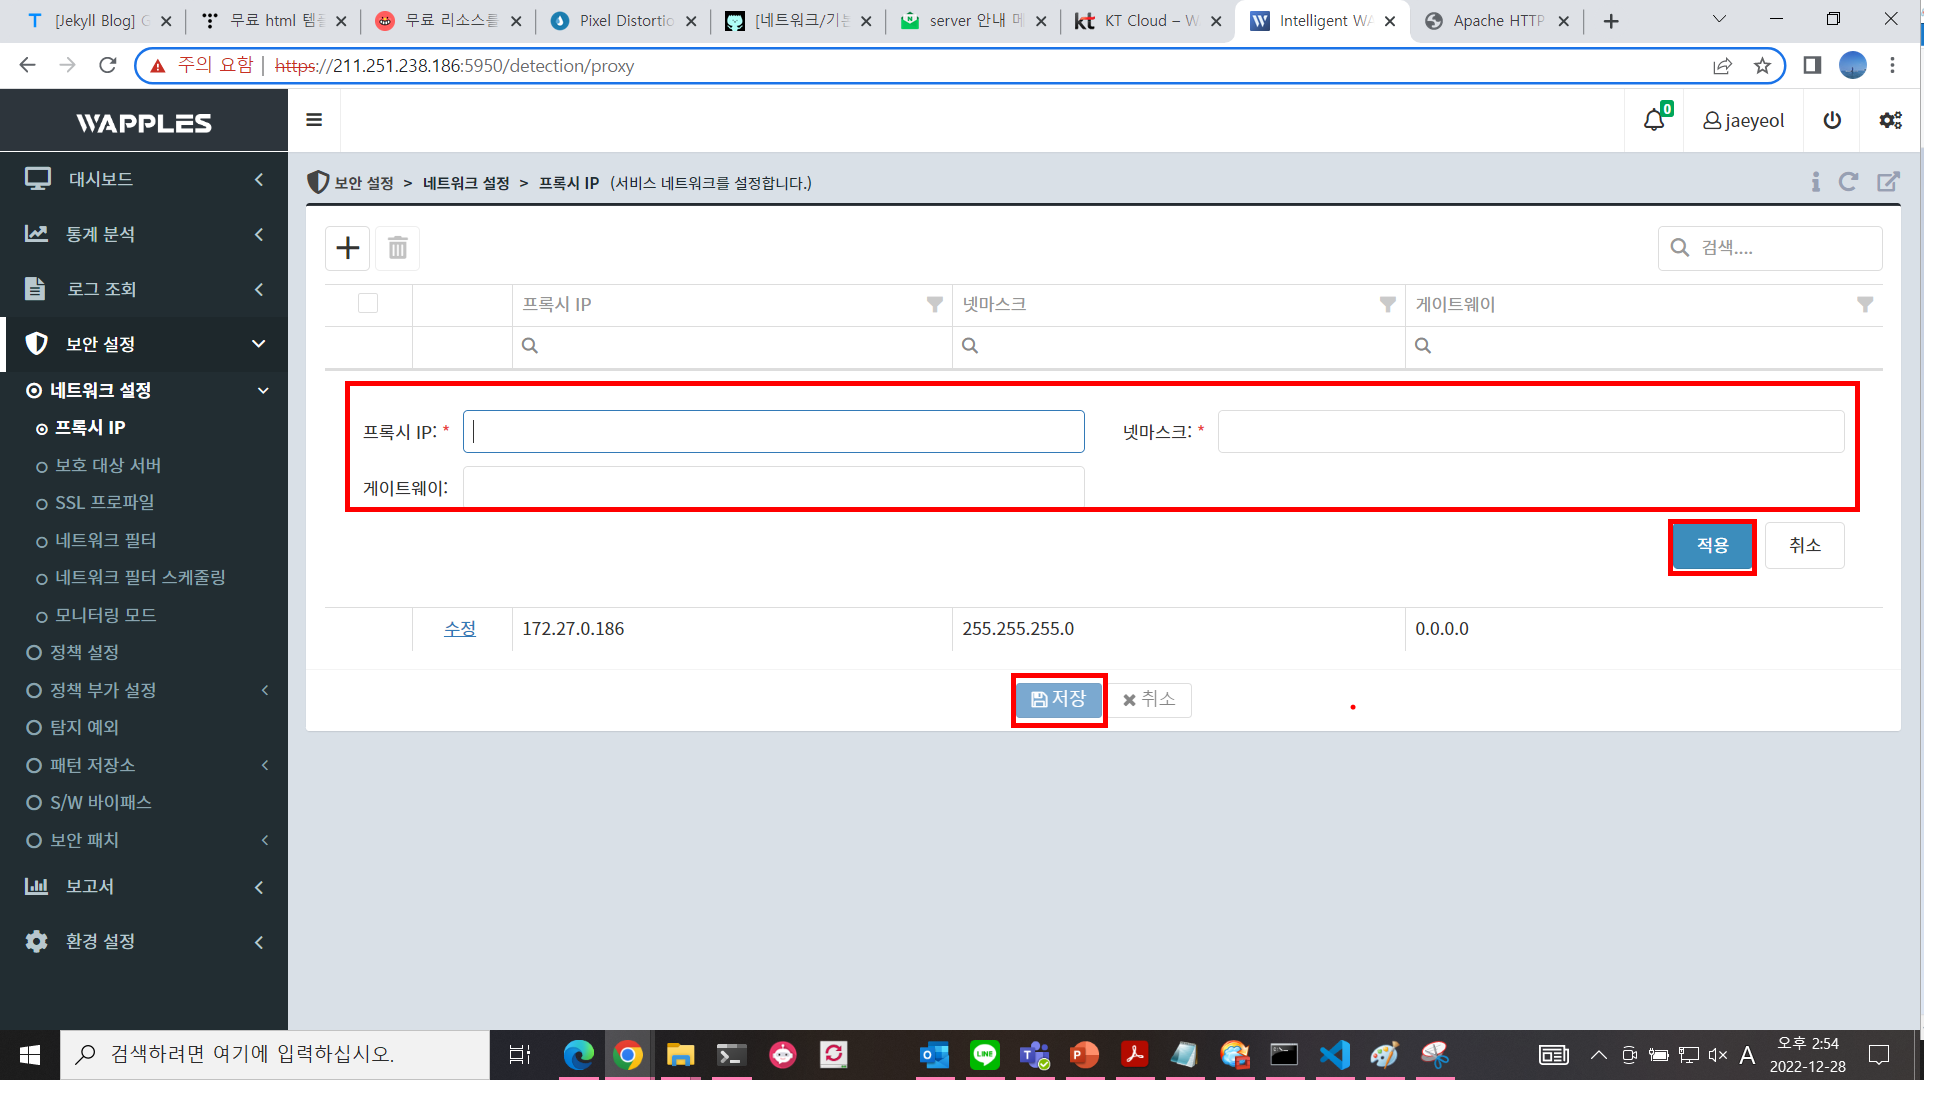 [Jekyll Blog] G
무료 html 템플
무료 리소스를
Pixel Distortio
[네트워크/기본
server 안내 메
KT Cloud – W
Intelligent WA
Apache HTTP
주의 요함 | https://211.251.238.186:5950/detection/proxy
WAPPLES
0
jaeyeol
대시보드
통계 분석
로그 조회
보안 설정
네트워크 설정
프록시 IP
보호 대상 서버
SSL 프로파일
네트워크 필터
네트워크 필터 스케줄링
모니터링 모드
정책 설정
정책 부가 설정
탐지 예외
패턴 저장소
S/W 바이패스
보안 패치
보고서
환경 설정
보안 설정 > 네트워크 설정 > 프록시 IP (서비스 네트워크를 설정합니다.)
검색....
프록시 IP 넷마스크 게이트웨이
프록시 IP: * 넷마스크: *
게이트웨이:
적용 취소
수정 172.27.0.186 255.255.255.0 0.0.0.0
저장 취소
검색하려면 여기에 입력하십시오.
A
오후 2:54
2022-12-28